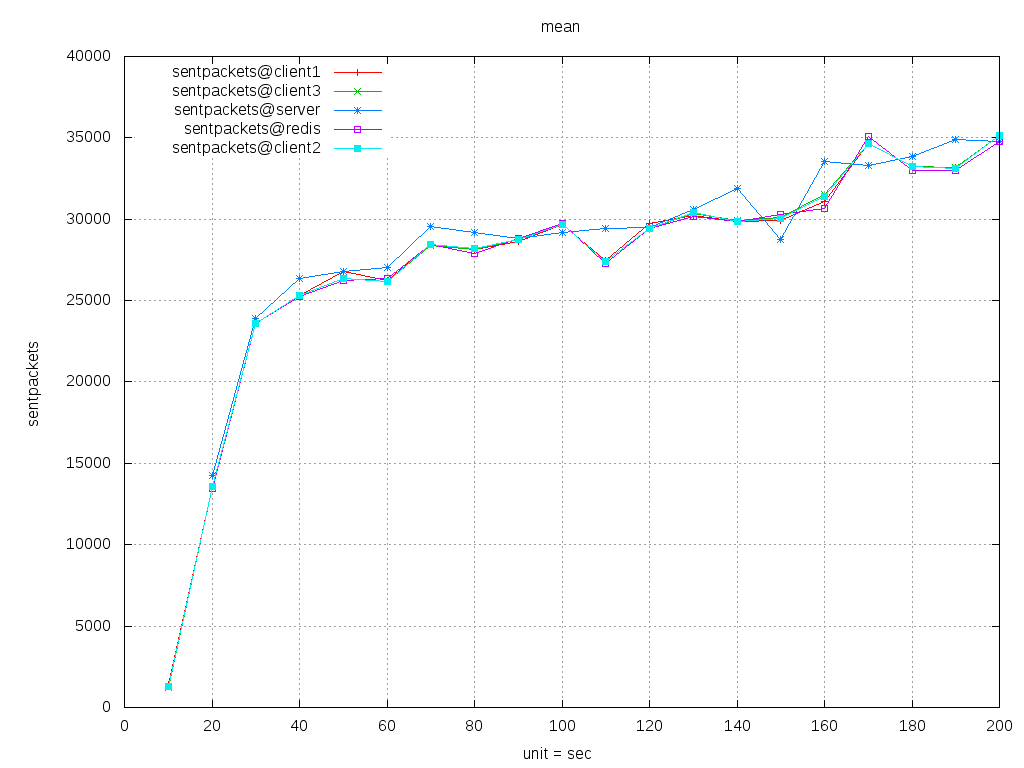 mean
40000
35000
30000
25000
20000
15000
10000
5000
0
sentpackets
sentpackets@client1
sentpackets@client3
sentpackets@server
sentpackets@redis
sentpackets@client2
0 20 40 60 80 100 120 140 160 180 200
unit = sec